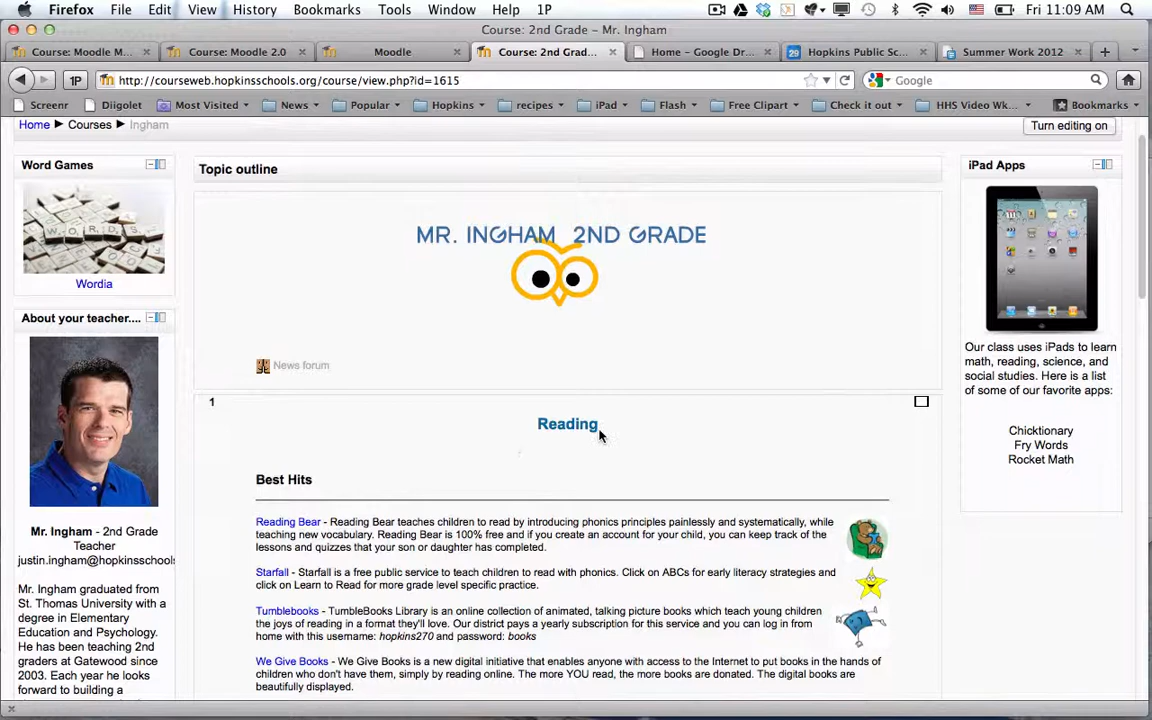 Firefox File Edit View History Bookmarks Tools Window Help 1P Fri 11:09 AM
Course: 2nd Grade – Mr. Ingham
Course: Moodle M... Course: Moodle 2.0 Moodle Course: 2nd Grad... Home – Google Dr... 29 Hopkins Public Sc... Summer Work 2012
1P http://courseweb.hopkinsschools.org/course/view.php?id=1615 Google
Screenr Diigolet Most Visited News Popular Hopkins recipes iPad Flash Free Clipart Check it out HHS Video Wk... Bookmarks
Home ► Courses ► Ingham Turn editing on
Word Games
WORDS
Wordia
About your teacher....
Mr. Ingham - 2nd Grade
Teacher
justin.ingham@hopkinsschools
Mr. Ingham graduated from
St. Thomas University with a
degree in Elementary
Education and Psychology.
He has been teaching 2nd
graders at Gatewood since
2003. Each year he looks
forward to building a
Topic outline
MR. INGHAM 2ND GRADE
News forum
1
Reading
Best Hits
Reading Bear - Reading Bear teaches children to read by introducing phonics principles painlessly and systematically, while
teaching new vocabulary. Reading Bear is 100% free and if you create an account for your child, you can keep track of the
lessons and quizzes that your son or daughter has completed.
Starfall - Starfall is a free public service to teach children to read with phonics. Click on ABCs for early literacy strategies and
click on Learn to Read for more grade level specific practice.
Tumblebooks - TumbleBooks Library is an online collection of animated, talking picture books which teach young children
the joys of reading in a format they'll love. Our district pays a yearly subscription for this service and you can log in from
home with this username: hopkins270 and password: books
We Give Books - We Give Books is a new digital initiative that enables anyone with access to the Internet to put books in the hands of
children who don't have them, simply by reading online. The more YOU read, the more books are donated. The digital books are
beautifully displayed.
iPad Apps
Our class uses iPads to learn
math, reading, science, and
social studies. Here is a list
of some of our favorite apps:
Chicktionary
Fry Words
Rocket Math